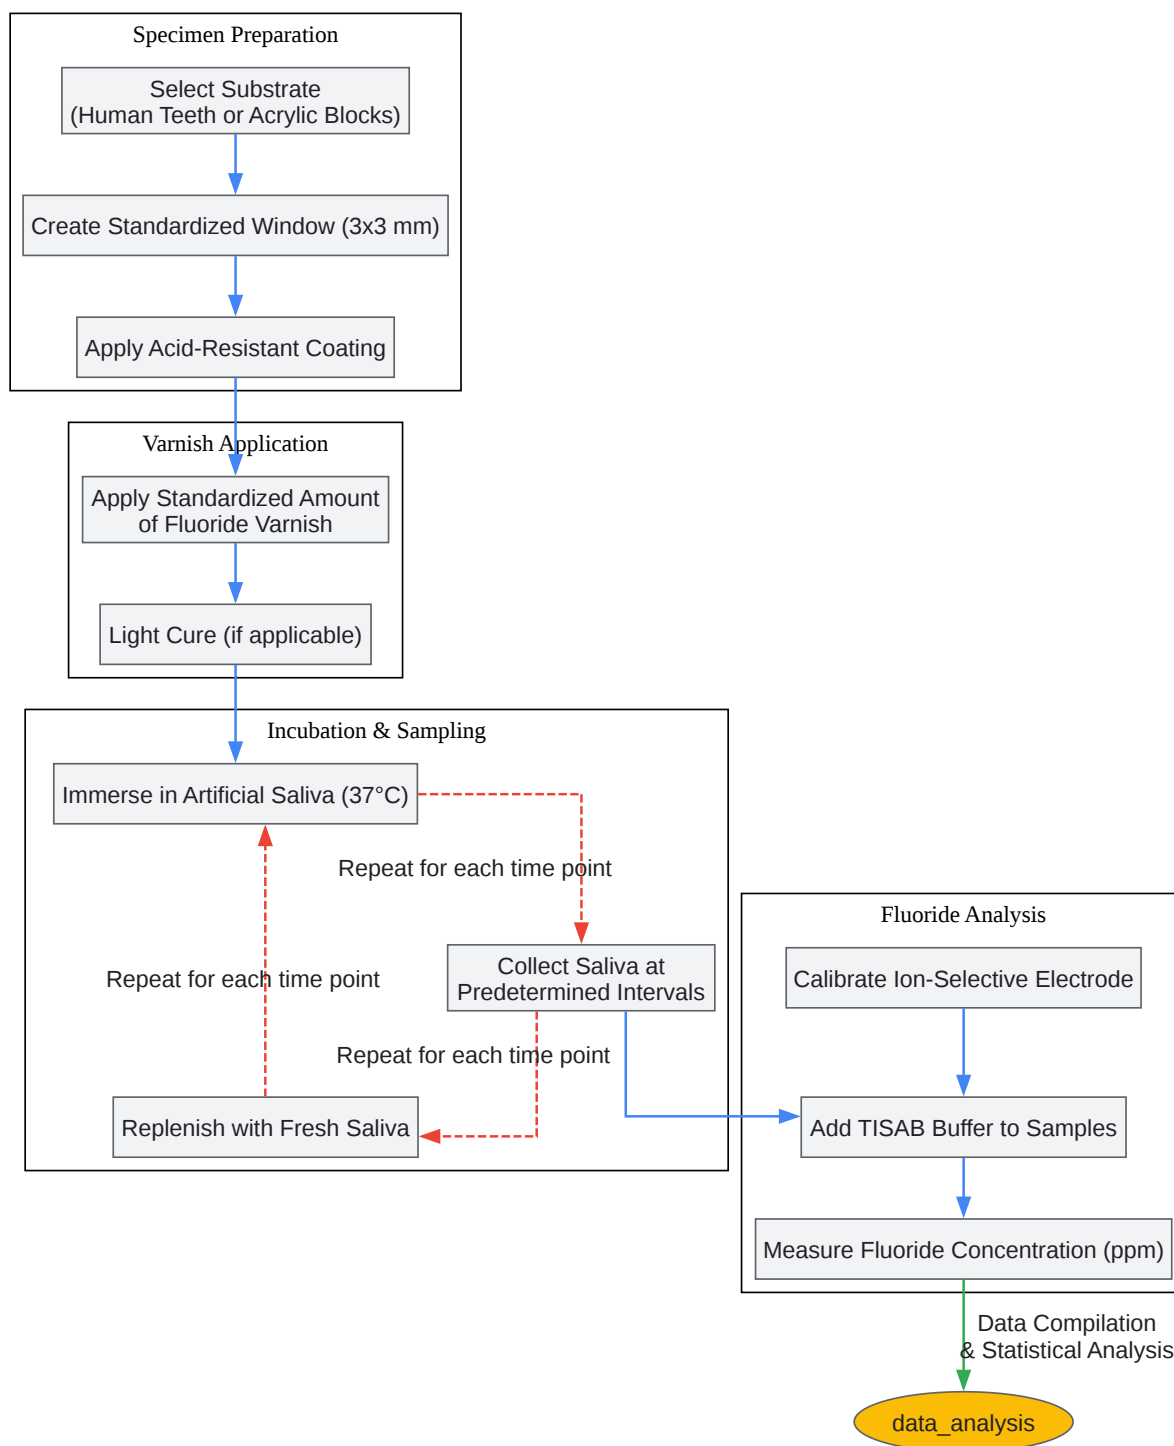 Specimen Preparation
Select Substrate
(Human Teeth or Acrylic Blocks)
Create Standardized Window (3x3 mm)
Apply Acid-Resistant Coating
Varnish Application
Apply Standardized Amount
of Fluoride Varnish
Light Cure (if applicable)
Incubation & Sampling
Immerse in Artificial Saliva (37°C)
Repeat for each time point
Collect Saliva at
Predetermined Intervals
Repeat for each time point
Repeat for each time point
Replenish with Fresh Saliva
Fluoride Analysis
Calibrate Ion-Selective Electrode
Add TISAB Buffer to Samples
Measure Fluoride Concentration (ppm)
Data Compilation
& Statistical Analysis
data_analysis